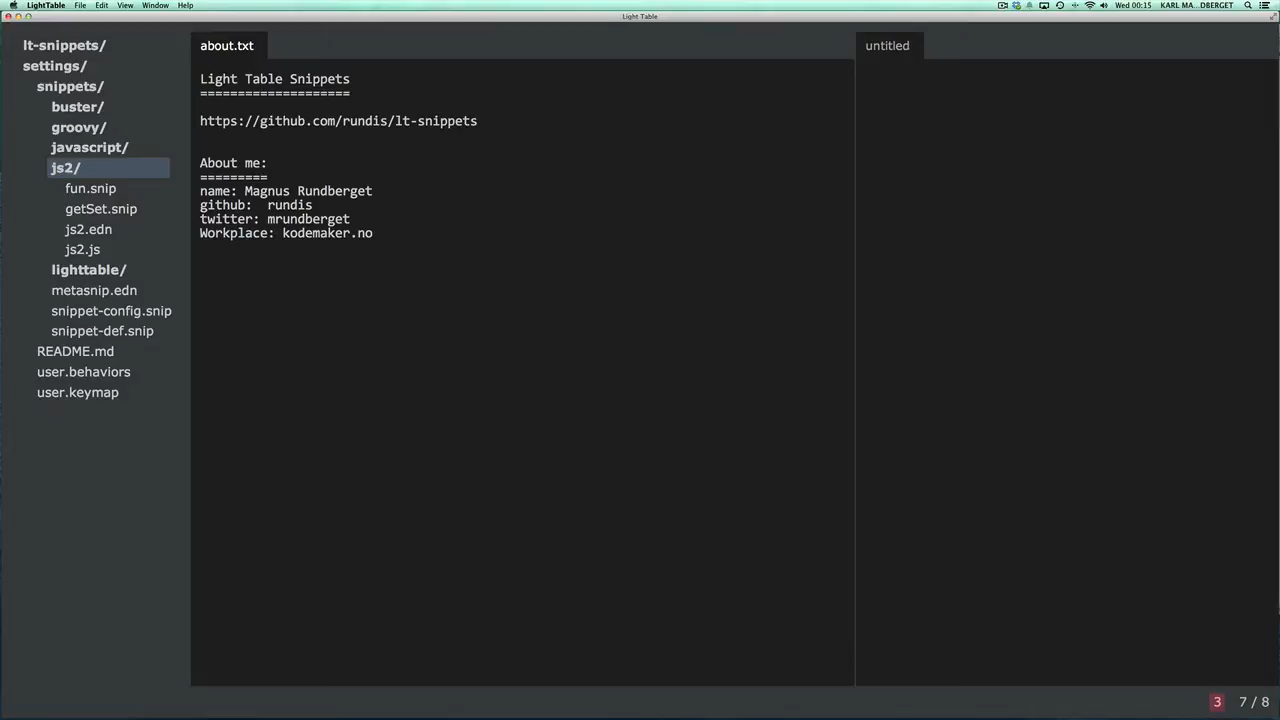 LightTable File Edit View Window Help
Wed 00:15 KARL MA...DBERGET
Light Table
lt-snippets/
settings/
snippets/
buster/
groovy/
javascript/
js2/
fun.snip
getSet.snip
js2.edn
js2.js
lighttable/
metasnip.edn
snippet-config.snip
snippet-def.snip
README.md
user.behaviors
user.keymap
about.txt
Light Table Snippets
====================
https://github.com/rundis/lt-snippets
About me:
=========
name: Magnus Rundberget
github:  rundis
twitter: mrundberget
Workplace: kodemaker.no
untitled
3 7 / 8